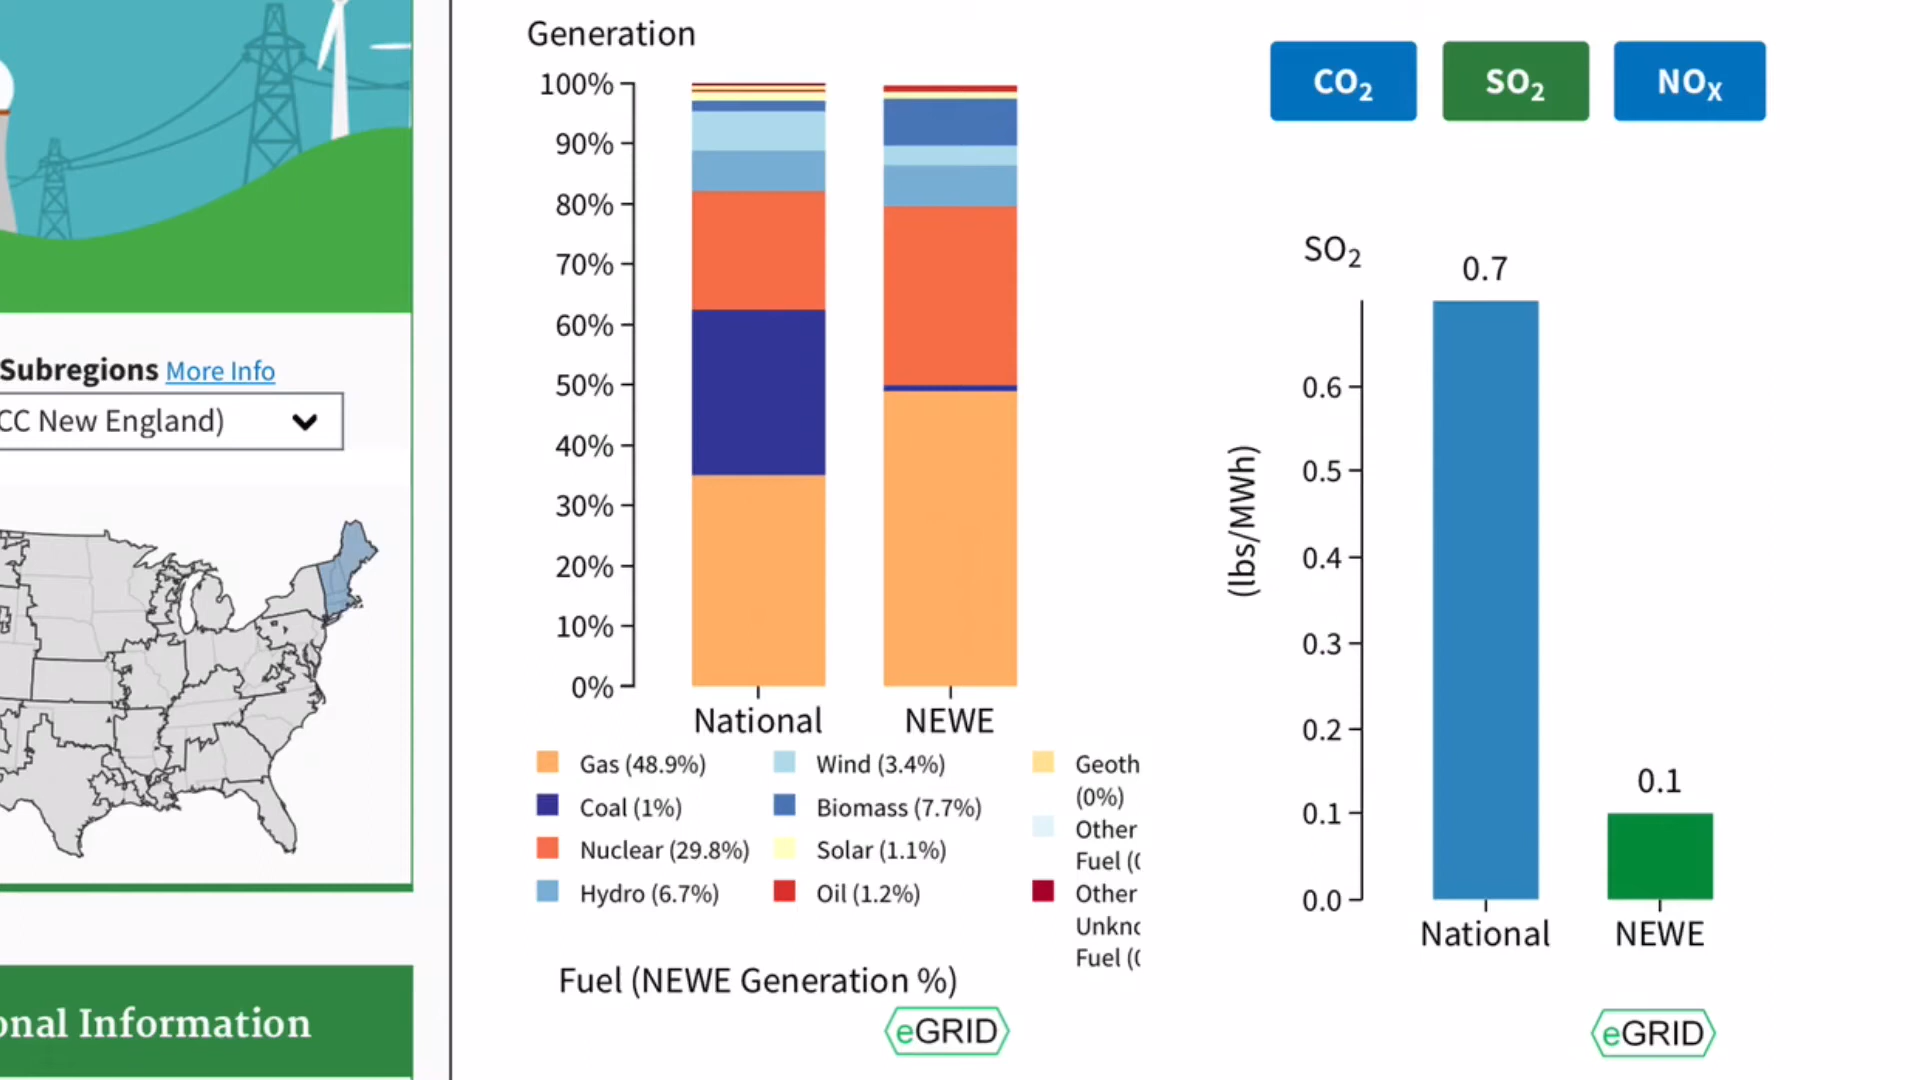 Subregions More Info
CC New England)
onal Information
Generation
100%
90%
80%
70%
60%
50%
40%
30%
20%
10%
0%
National NEWE
Gas (48.9%)
Coal (1%)
Nuclear (29.8%)
Hydro (6.7%)
Wind (3.4%)
Biomass (7.7%)
Solar (1.1%)
Oil (1.2%)
Geoth
(0%)
Other
Fuel (
Other
Unkno
Fuel (
Fuel (NEWE Generation %)
eGRID
CO₂ SO₂ NOₓ
SO₂
0.7
0.6
0.5
0.4
0.3
0.2
0.1
0.0
(lbs/MWh)
0.1
National NEWE
eGRID